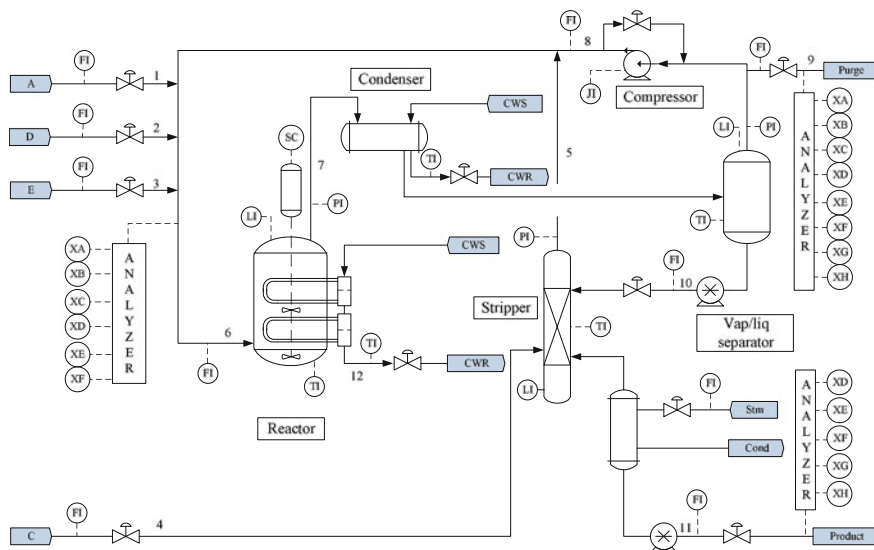 FI
8
FI
9
Purge
A
FI
1
Condenser
CWS
JI
Compressor
XA
XB
XC
XD
XE
XF
XG
XH
ANALYZER
D
FI
2
SC
7
TI
CWR
5
LI
PI
E
FI
3
PI
LI
TI
XA
XB
XC
XD
XE
XF
ANALYZER
CWS
PI
FI
10
Stripper
TI
Vap/liq
separator
6
FI
TI
12
CWR
TI
LI
Reactor
FI
Stm
Cond
XD
XE
XF
XG
XH
ANALYZER
C
FI
4
FI
11
Product